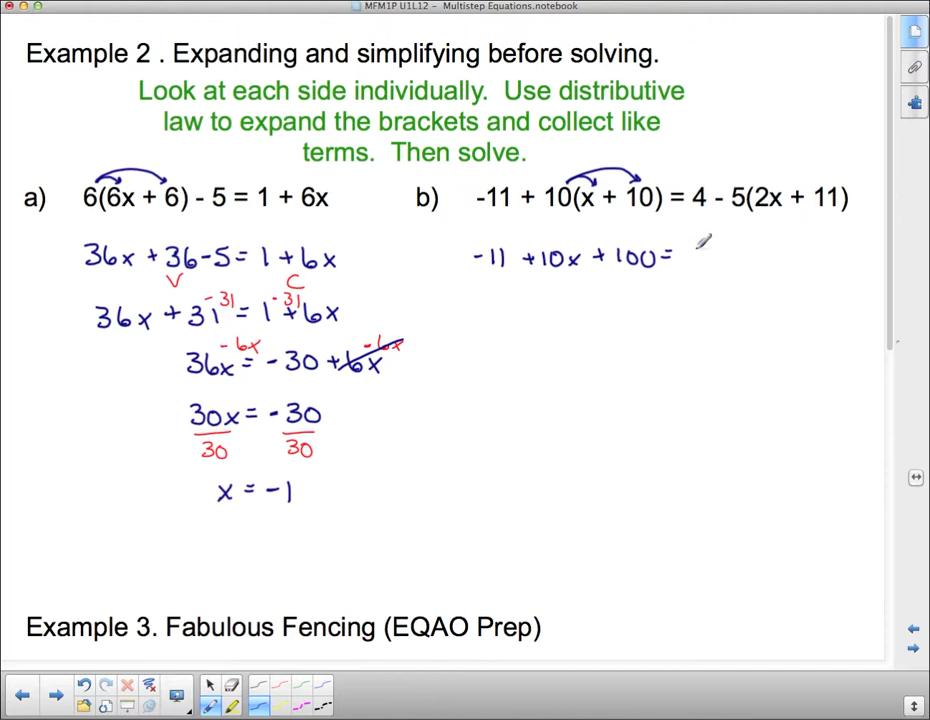 MFM1P U1L12 - Multistep Equations.notebook
Example 2 . Expanding and simplifying before solving.
Look at each side individually. Use distributive
law to expand the brackets and collect like
terms. Then solve.
a) 6(6x + 6) - 5 = 1 + 6x
36x + 36 - 5 = 1 + 6x
V C
- 31 - 31
36x + 31 = 1 + 6x
- 6x - 6x
36x = - 30 + 6x
30x = - 30
30 30
x = - 1
b) -11 + 10(x + 10) = 4 - 5(2x + 11)
- 11 + 10x + 100 =
Example 3. Fabulous Fencing (EQAO Prep)